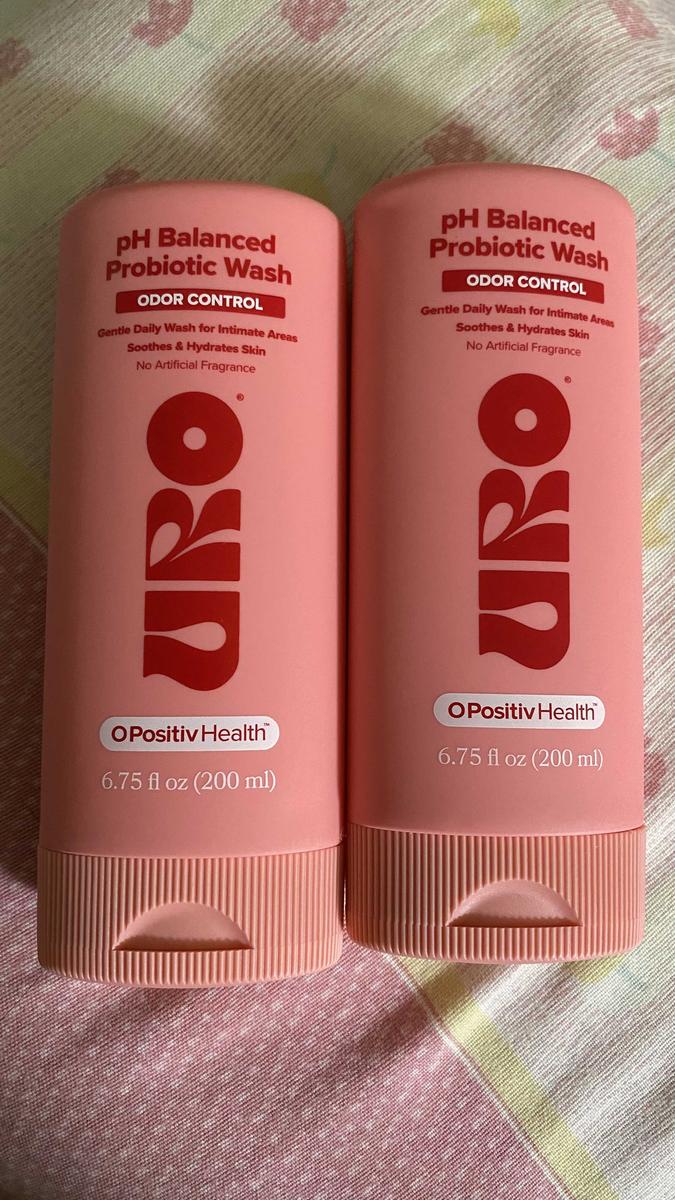 pH Balanced
Probiotic Wash
ODOR CONTROL
Gentle Daily Wash for Intimate Areas
Soothes & Hydrates Skin
No Artificial Fragrance
URO®
O Positiv Health™
6.75 fl oz (200 ml)
pH Balanced
Probiotic Wash
ODOR CONTROL
Gentle Daily Wash for Intimate Areas
Soothes & Hydrates Skin
No Artificial Fragrance
URO®
O Positiv Health™
6.75 fl oz (200 ml)